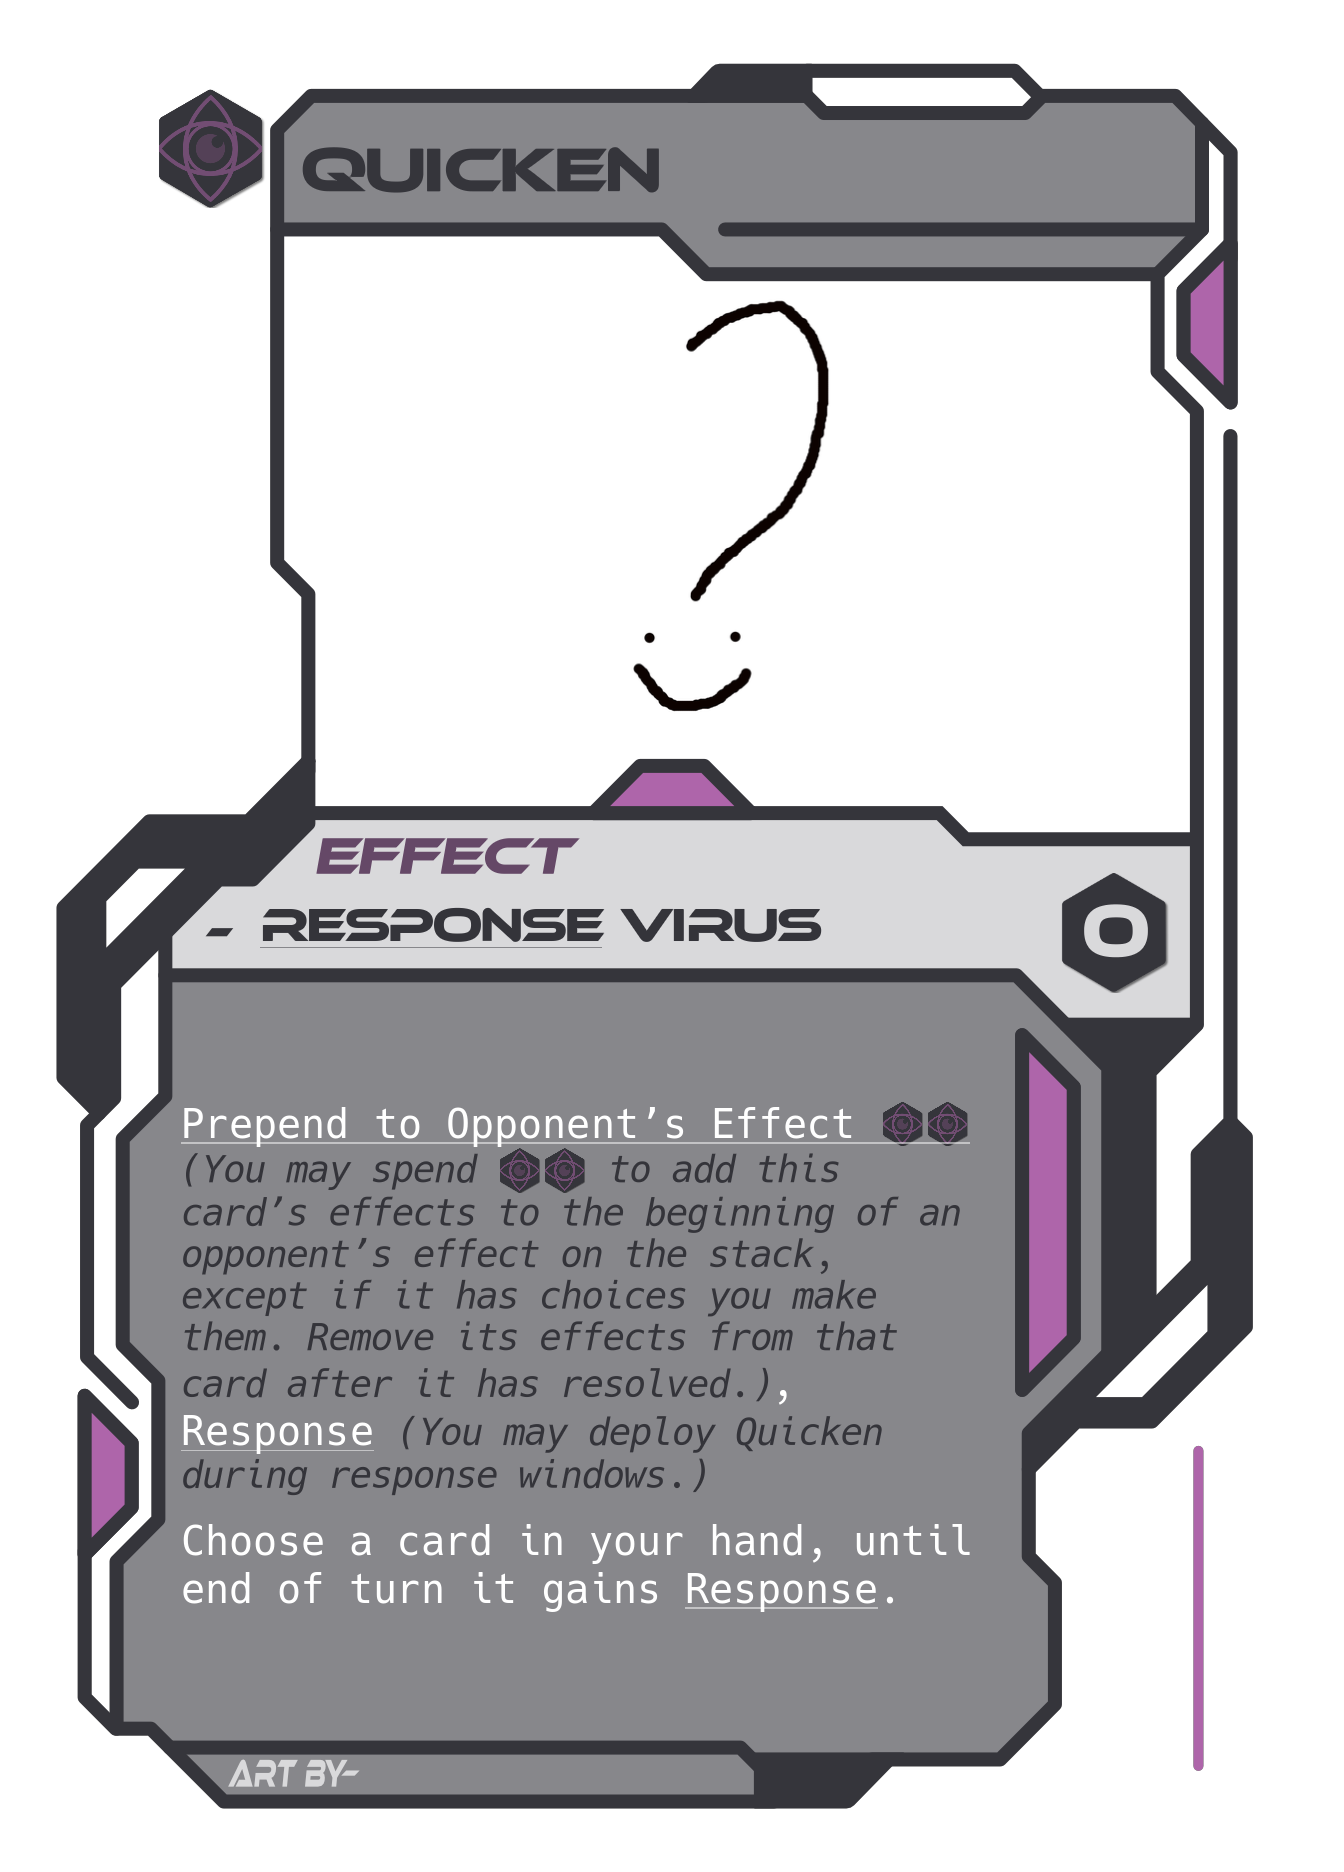 QUICKEN
EFFECT
- RESPONSE VIRUS
0
Prepend to Opponent’s Effect
(You may spend to add this
card’s effects to the beginning of an
opponent’s effect on the stack,
except if it has choices you make
them. Remove its effects from that
card after it has resolved.),
Response (You may deploy Quicken
during response windows.)
Choose a card in your hand, until
end of turn it gains Response.
ART BY-